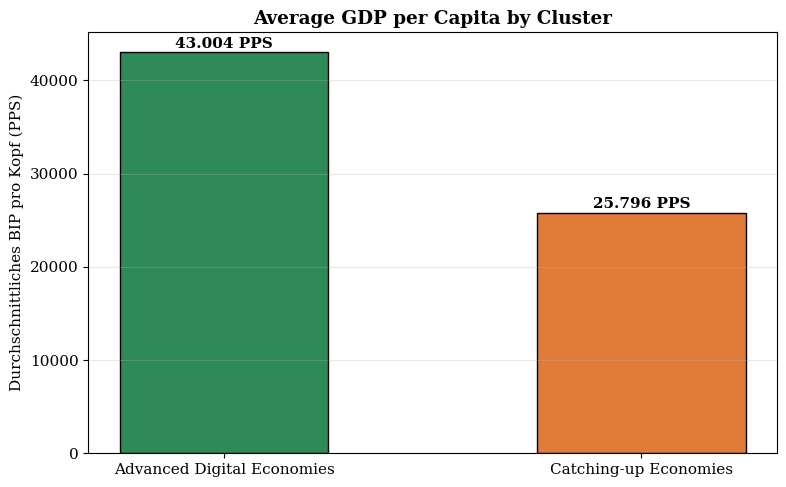 Average GDP per Capita by Cluster
43.004 PPS
25.796 PPS
Durchschnittliches BIP pro Kopf (PPS)
40000
30000
20000
10000
0
Advanced Digital Economies
Catching-up Economies